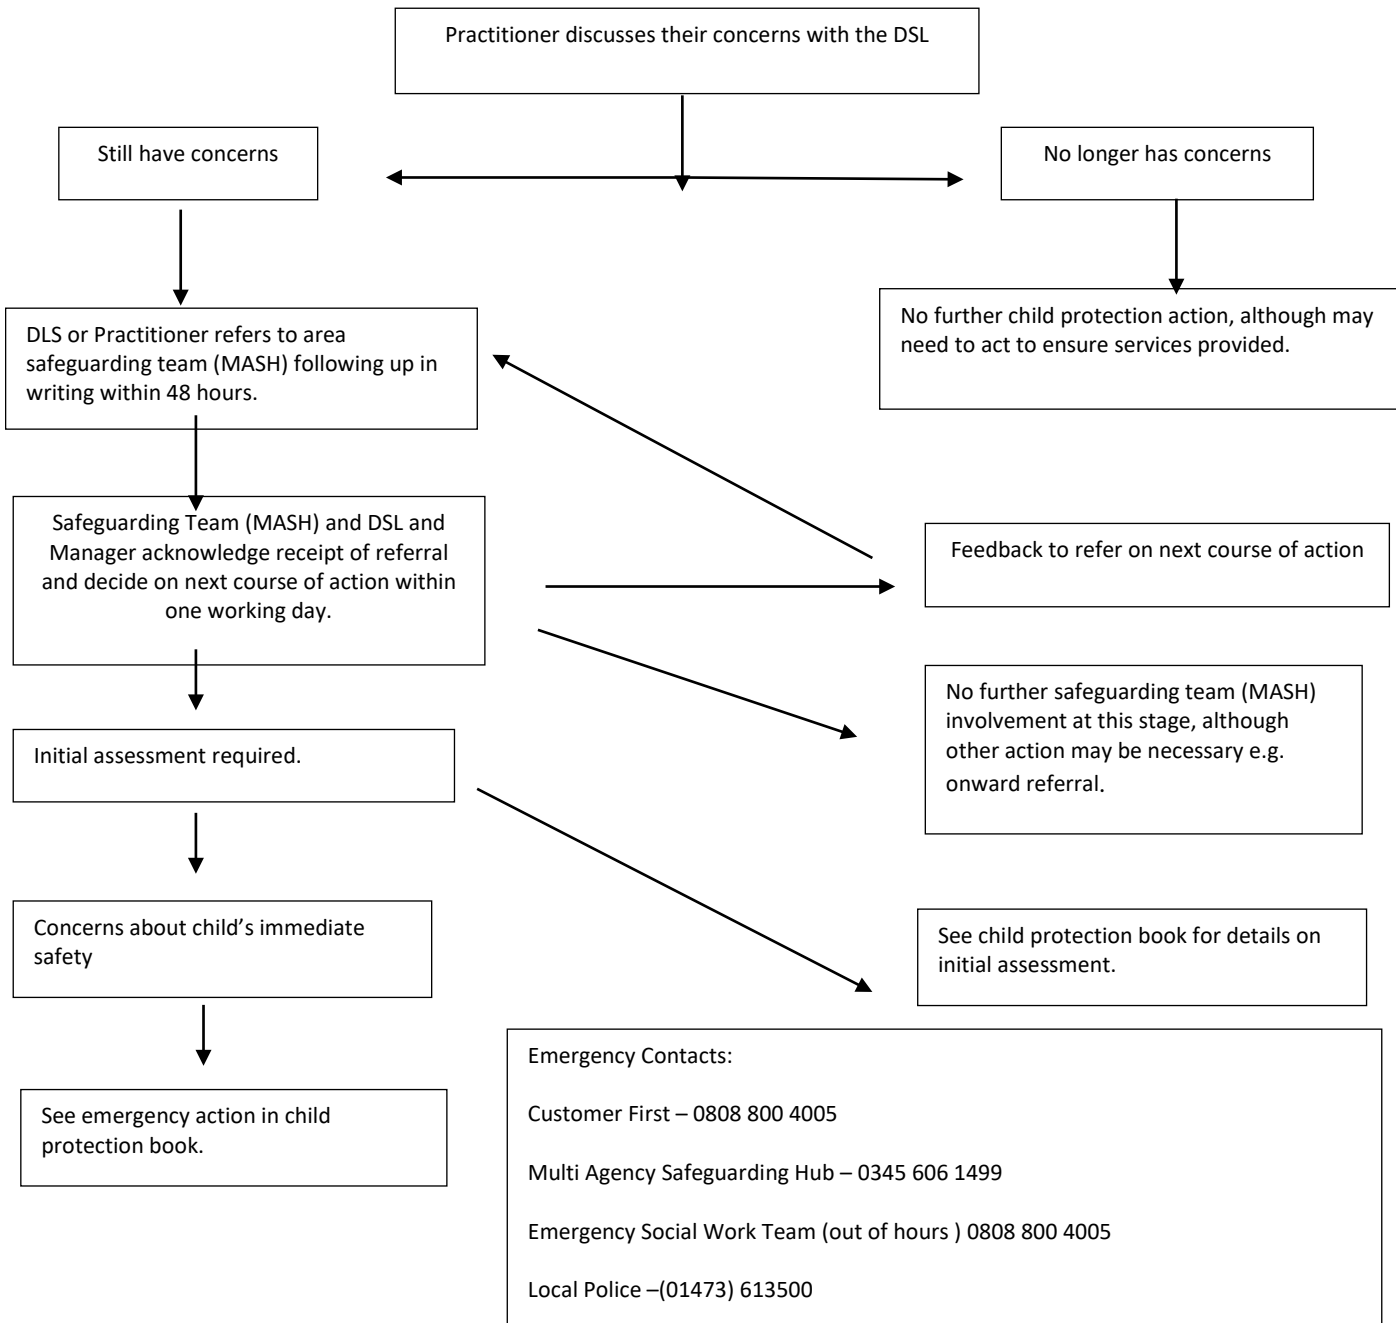 Practitioner discusses their concerns with the DSL
Still have concerns
No longer has concerns
DLS or Practitioner refers to area
safeguarding team (MASH) following up in
writing within 48 hours.
No further child protection action, although may
need to act to ensure services provided.
Safeguarding Team (MASH) and DSL and
Manager acknowledge receipt of referral
and decide on next course of action within
one working day.
Feedback to refer on next course of action
No further safeguarding team (MASH)
involvement at this stage, although
other action may be necessary e.g.
onward referral.
Initial assessment required.
Concerns about child’s immediate
safety
See child protection book for details on
initial assessment.
See emergency action in child
protection book.
Emergency Contacts:
Customer First – 0808 800 4005
Multi Agency Safeguarding Hub – 0345 606 1499
Emergency Social Work Team (out of hours ) 0808 800 4005
Local Police –(01473) 613500